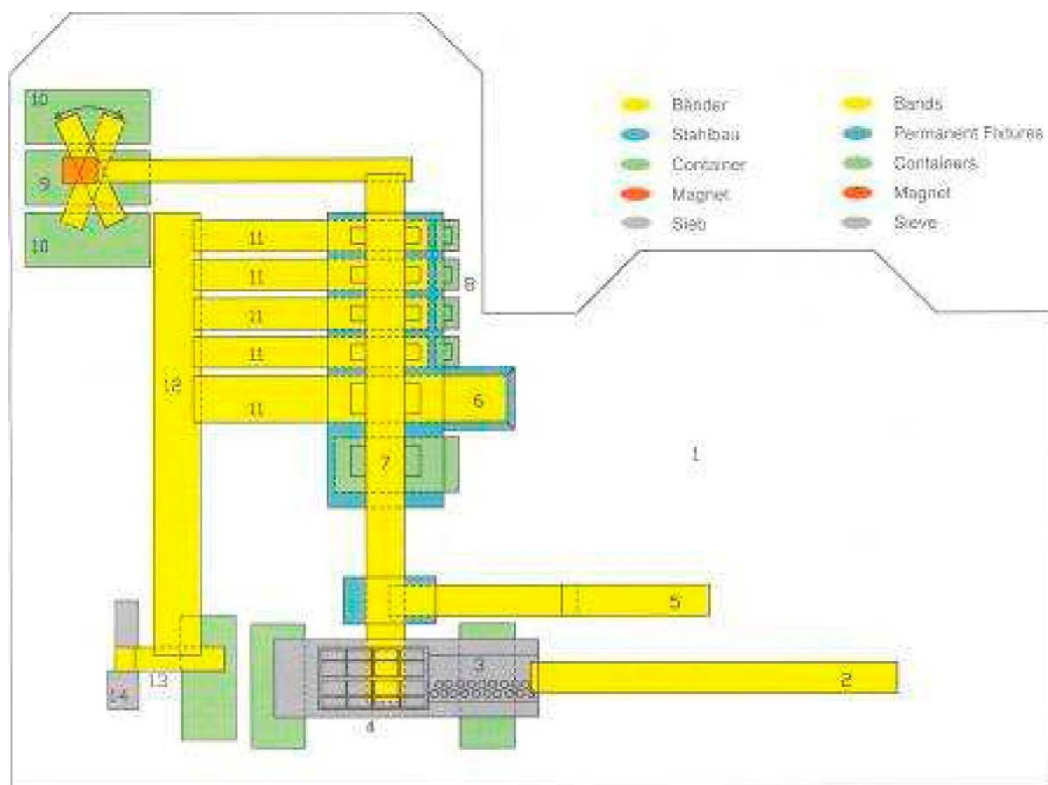 Bänder
Bands
Stahlbau
Permanent Fixtures
Container
Containers
Magnet
Magnet
Sieb
Sieve
10
9
10
11
11
11
11
11
8
12
6
7
1
5
3
2
13
14
4